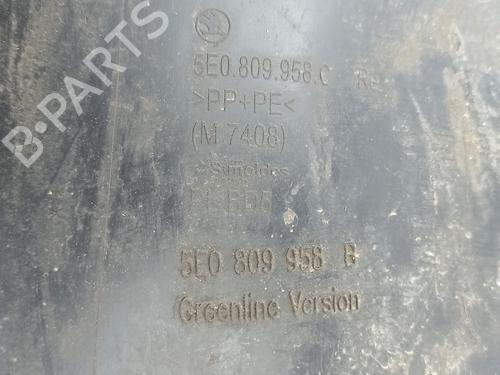 B-PARTS
5E0.809.958.C
>PP+PE<
(M 7408)
Simoldes
5E0 809 958 B
Greenline Version